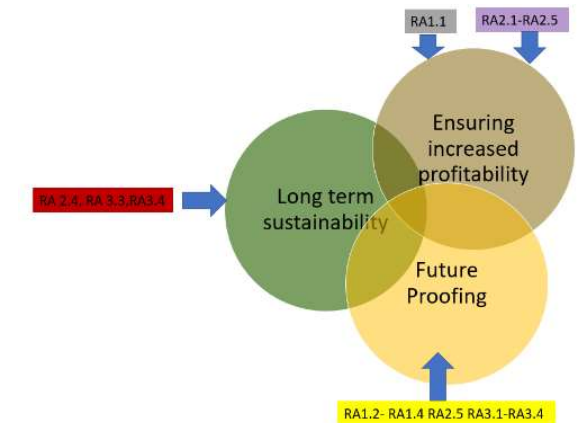 RA1.1
RA2.1-RA2.5
Ensuring
increased
profitability
Long term
sustainability
RA 2.4, RA 3.3,RA3.4
Future
Proofing
RA1.2- RA1.4 RA2.5 RA3.1-RA3.4